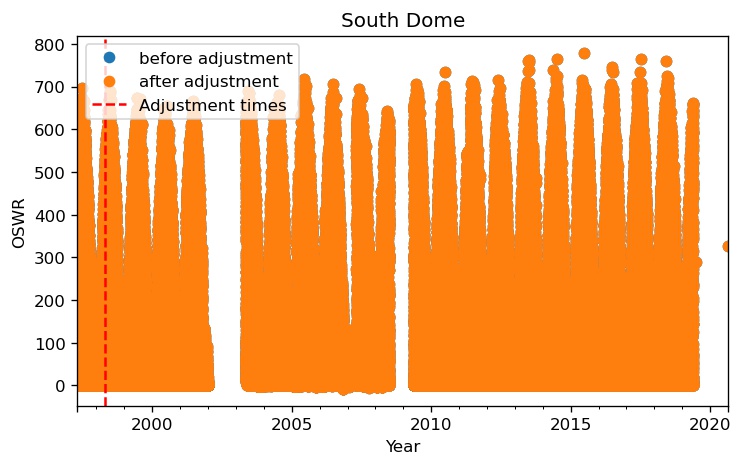 South Dome
before adjustment
after adjustment
Adjustment times
800
700
600
500
400
300
200
100
0
OSWR
2000
2005
2010
2015
2020
Year